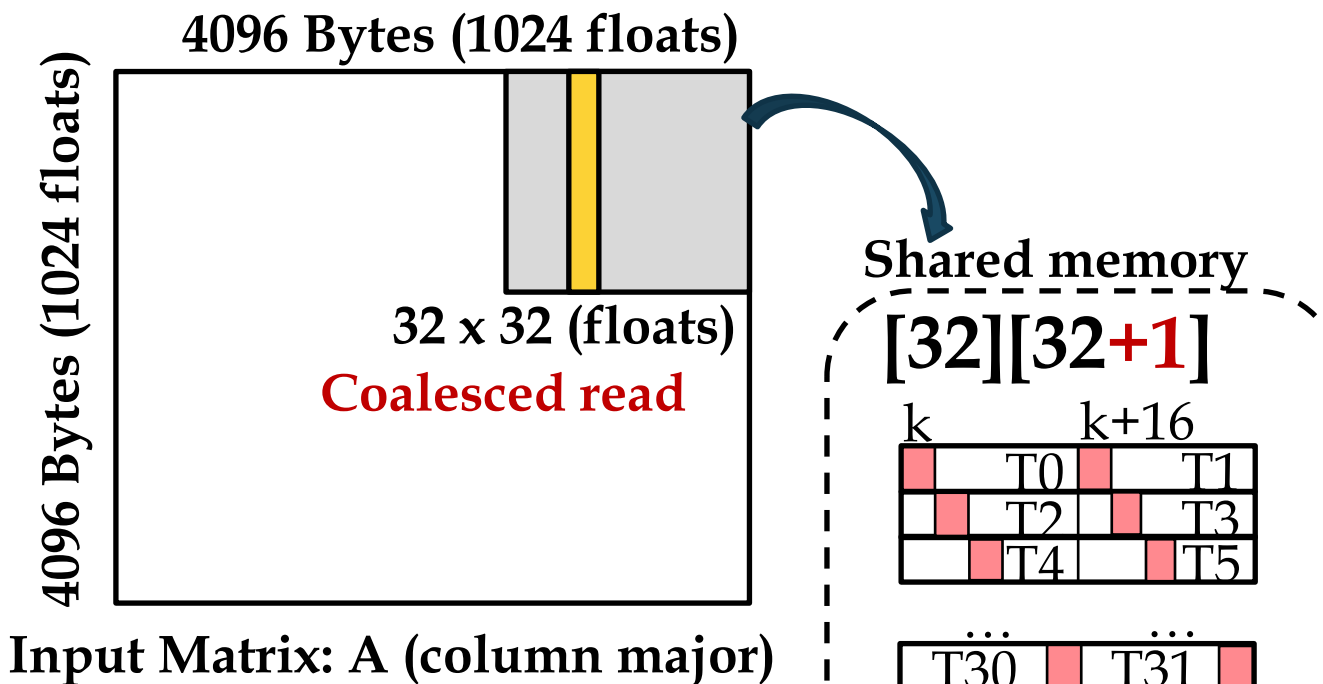 4096 Bytes (1024 floats)
4096 Bytes (1024 floats)
32 x 32 (floats)
Coalesced read
Input Matrix: A (column major)
Shared memory
[32][32+1]
k k+16
T0 T1
T2 T3
T4 T5
... ...
T30 T31